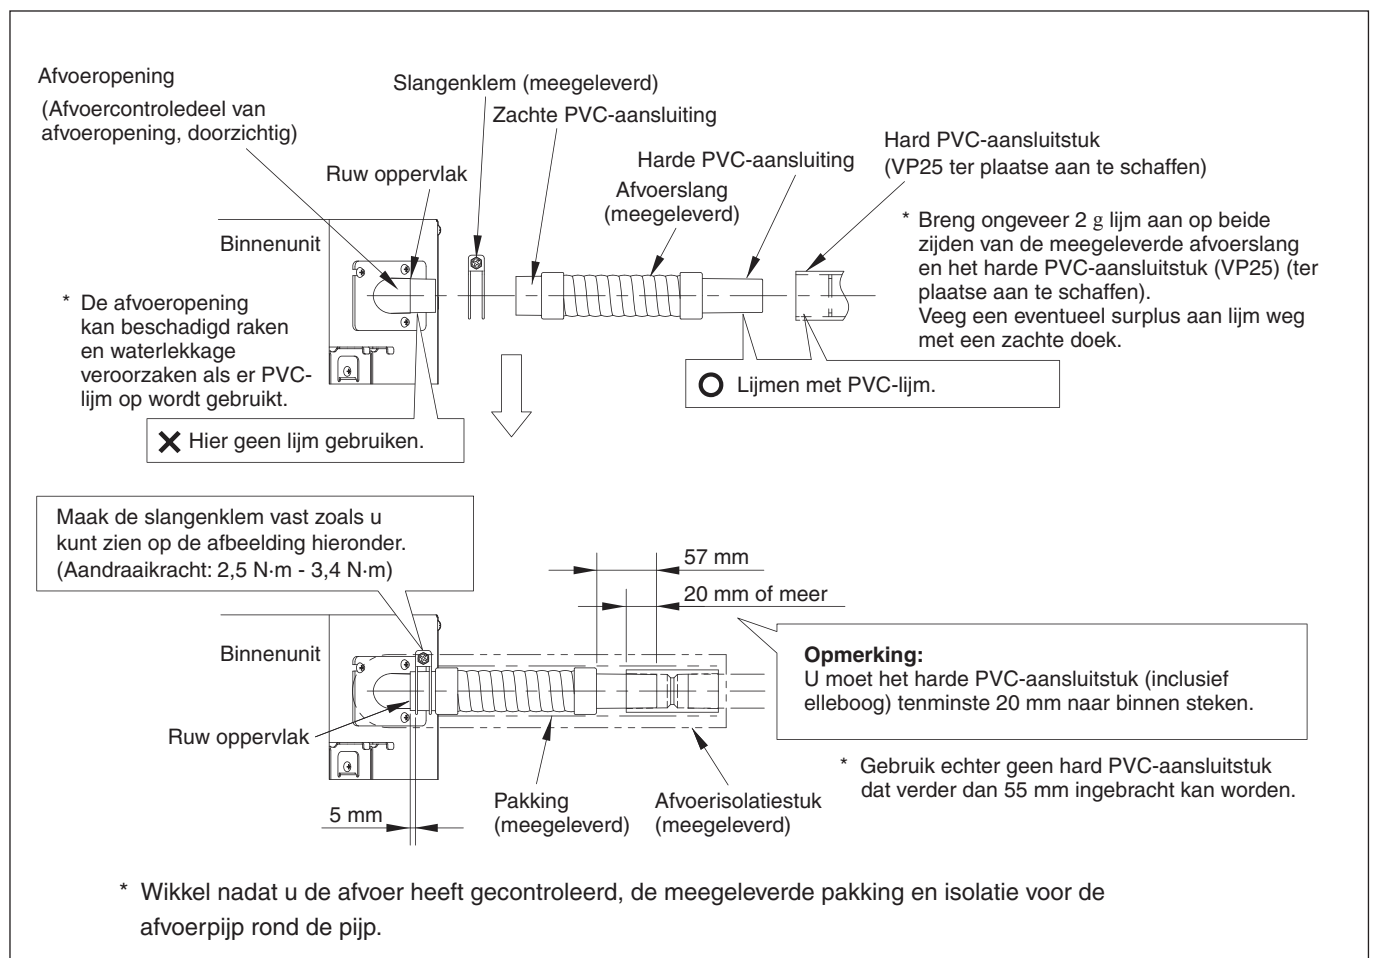 Afvoeropening
(Afvoercontroledeel van
afvoeropening, doorzichtig)
Slangenklem (meegeleverd)
Zachte PVC-aansluiting
Ruw oppervlak
Harde PVC-aansluiting
Afvoerslang
(meegeleverd)
Hard PVC-aansluitstuk
(VP25 ter plaatse aan te schaffen)
Binnenunit
* De afvoeropening
kan beschadigd raken
en waterlekkage
veroorzaken als er PVC-
lijm op wordt gebruikt.
* Breng ongeveer 2 g lijm aan op beide
zijden van de meegeleverde afvoerslang
en het harde PVC-aansluitstuk (VP25) (ter
plaatse aan te schaffen).
Veeg een eventueel surplus aan lijm weg
met een zachte doek.
Lijmen met PVC-lijm.
Hier geen lijm gebruiken.
Maak de slangenklem vast zoals u
kunt zien op de afbeelding hieronder.
(Aandraaikracht: 2,5 N·m - 3,4 N·m)
57 mm
20 mm of meer
Binnenunit
Opmerking:
U moet het harde PVC-aansluitstuk (inclusief
elleboog) tenminste 20 mm naar binnen steken.
Ruw oppervlak
* Gebruik echter geen hard PVC-aansluitstuk
dat verder dan 55 mm ingebracht kan worden.
5 mm
Pakking
(meegeleverd)
Afvoerisolatiestuk
(meegeleverd)
* Wikkel nadat u de afvoer heeft gecontroleerd, de meegeleverde pakking en isolatie voor de
afvoerpijp rond de pijp.